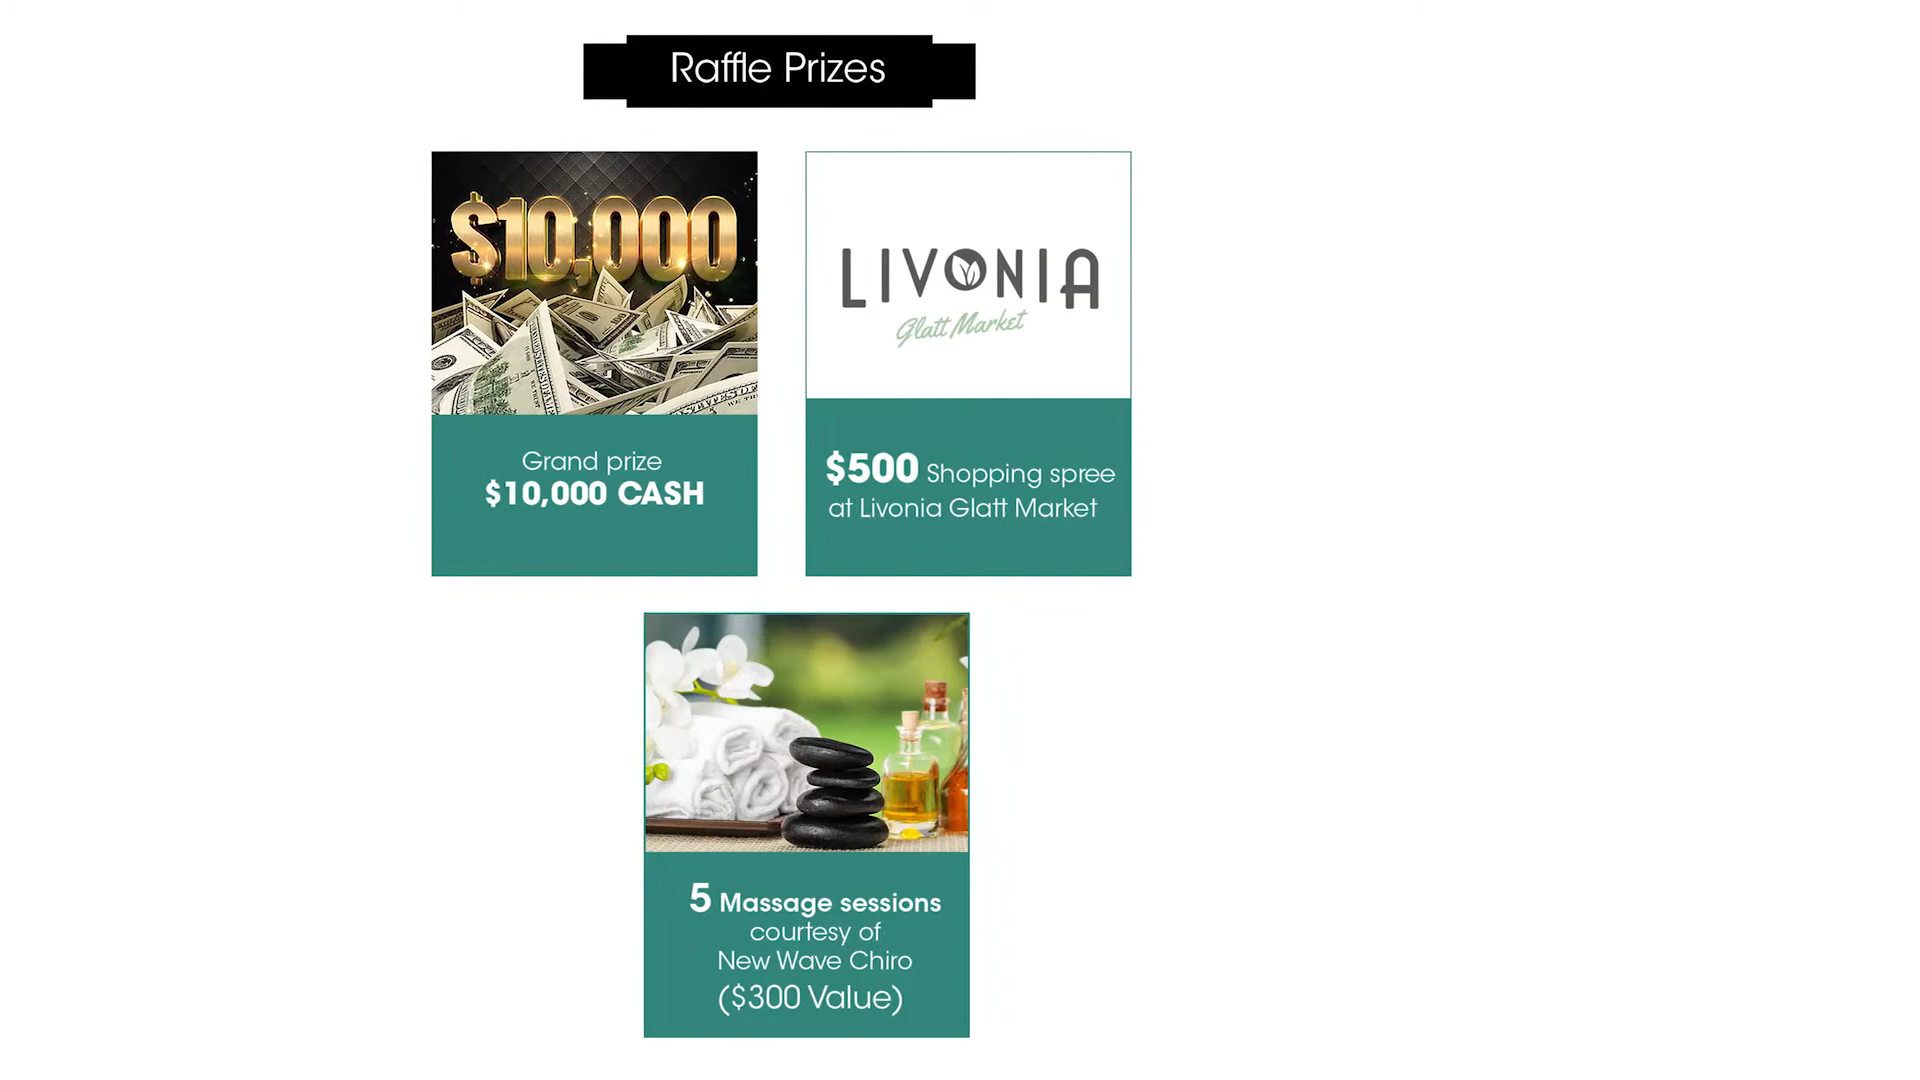 Raffle Prizes
$10,000
Grand prize
$10,000 CASH
LIVONIA
Glatt Market
$500 Shopping spree
at Livonia Glatt Market
5 Massage sessions
courtesy of
New Wave Chiro
($300 Value)